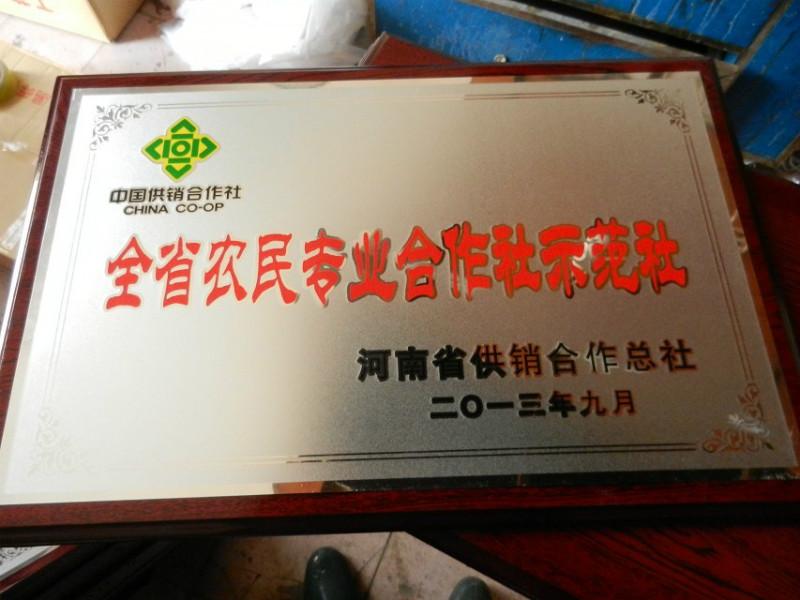 中国供销合作社
CHINA CO-OP
全省农民专业合作社示范社
河南省供销合作总社
二〇一三年九月